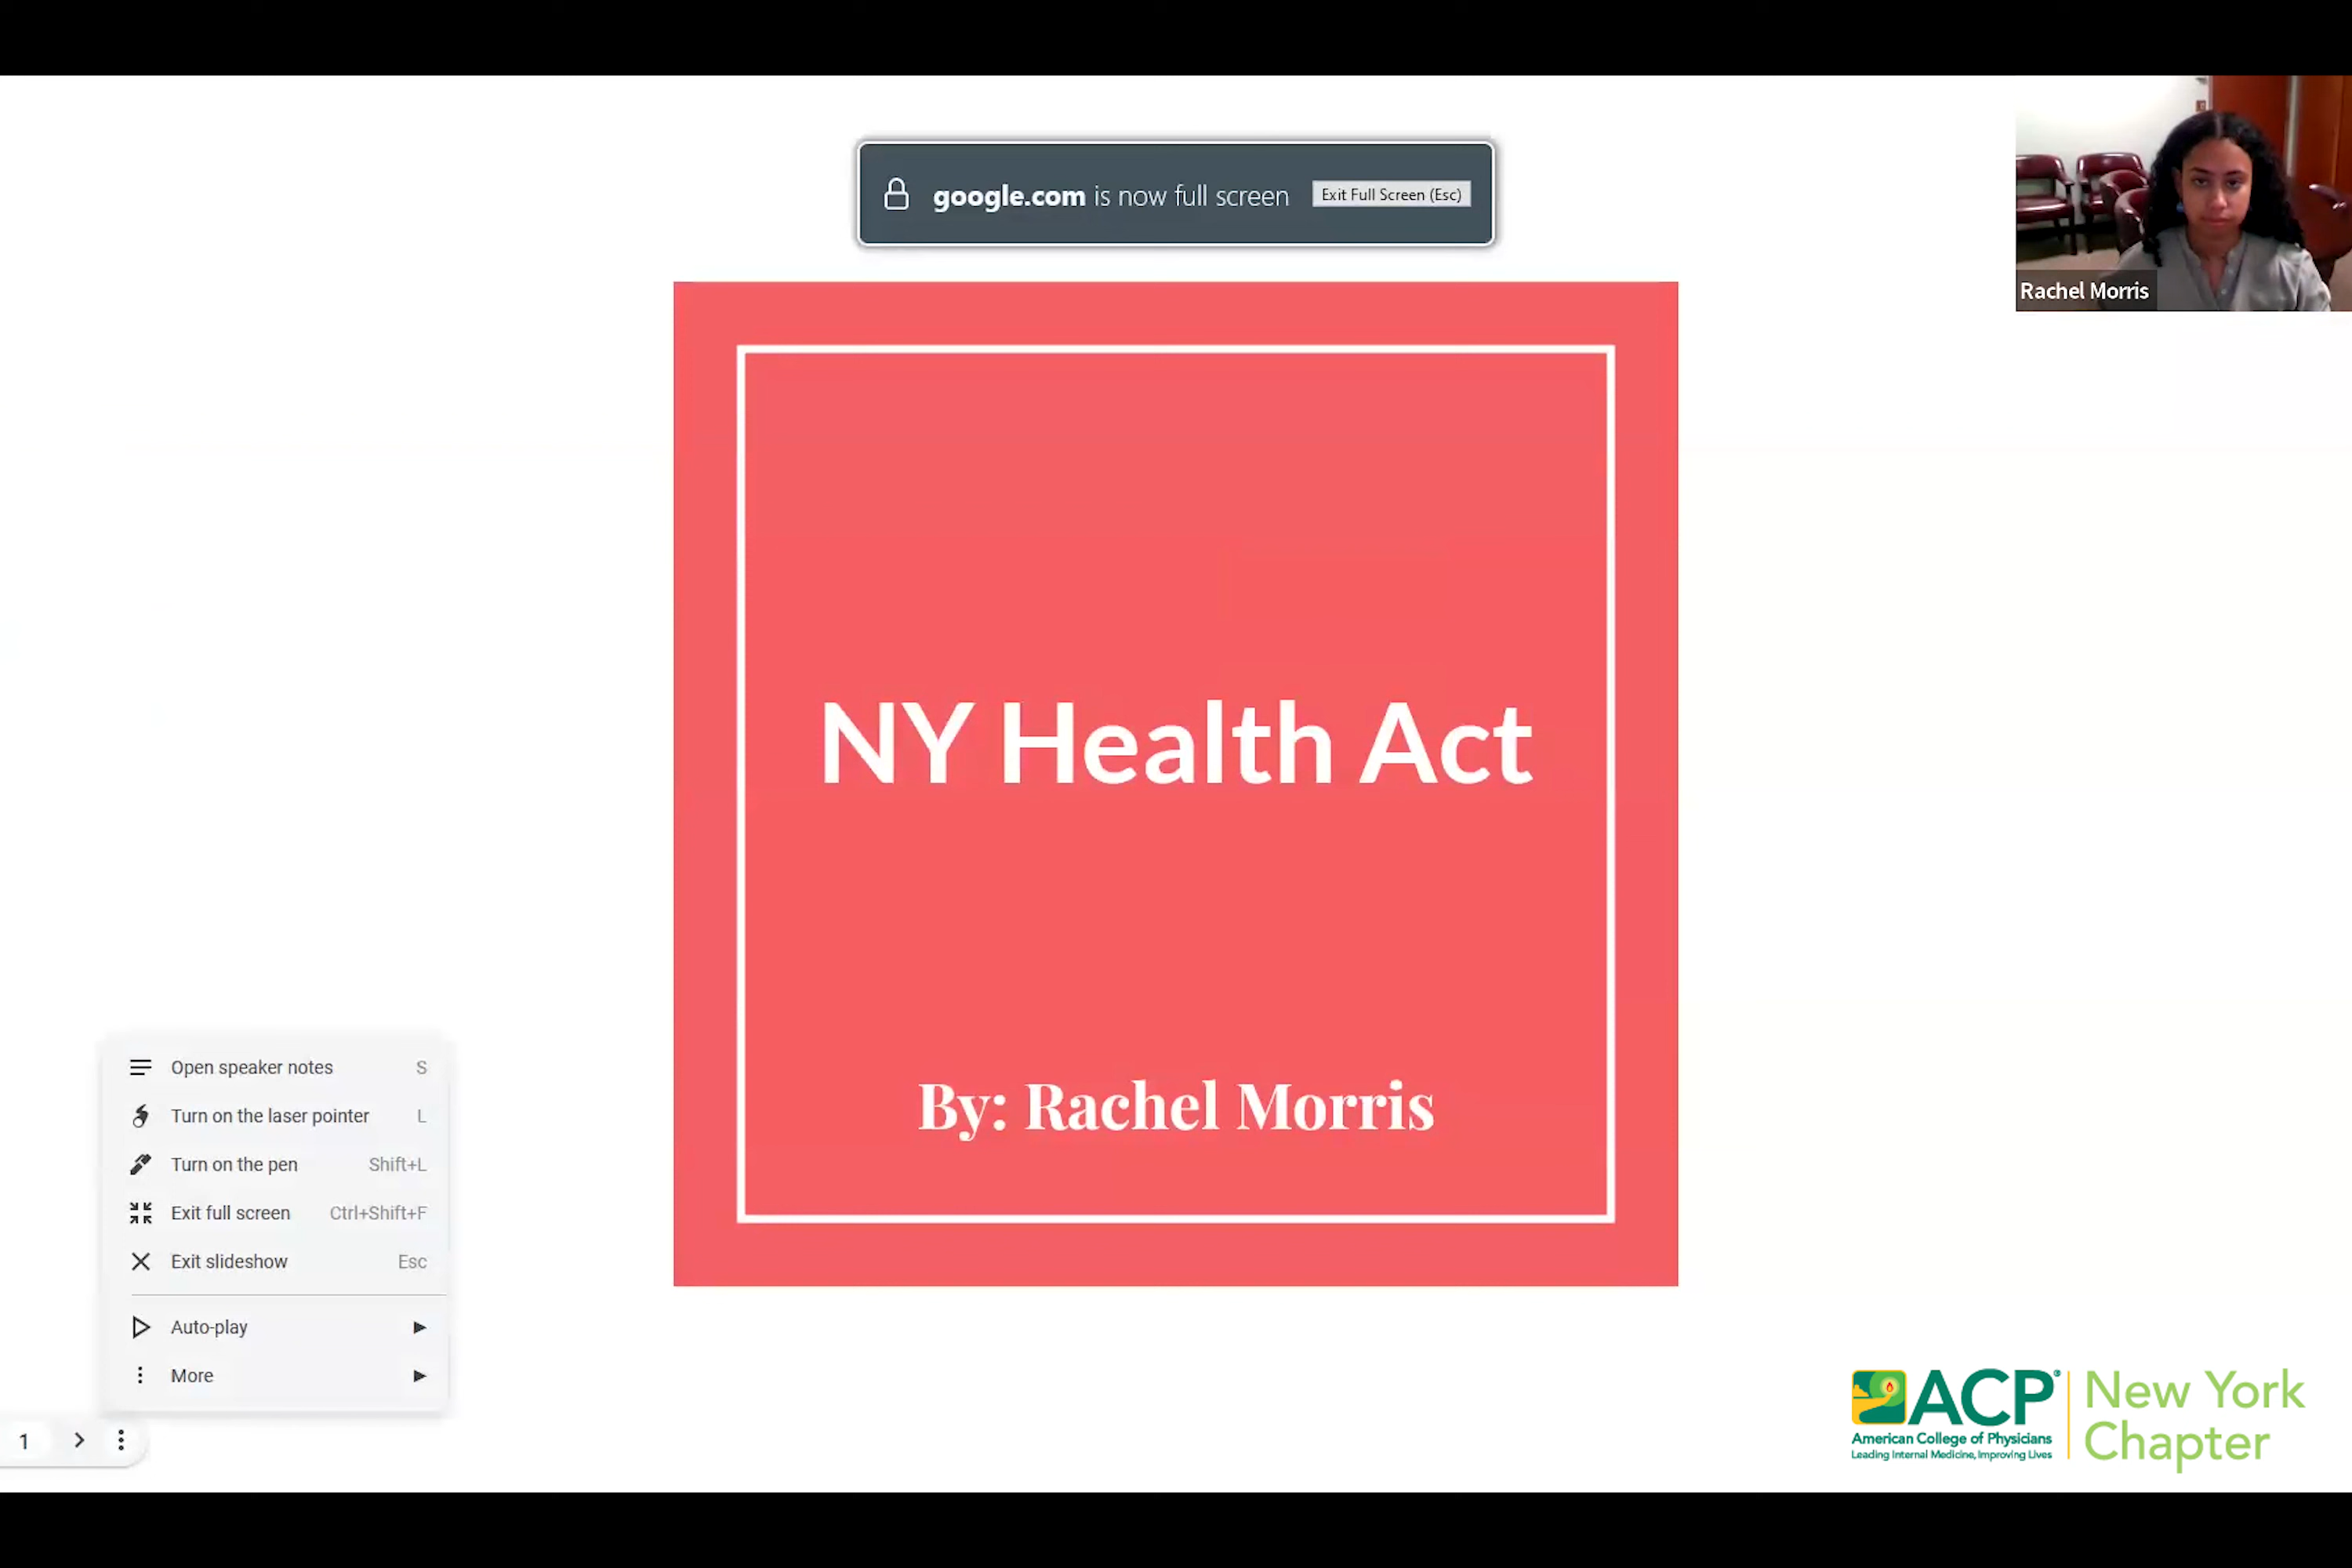 google.com is now full screen Exit Full Screen (Esc)
Rachel Morris
NY Health Act
By: Rachel Morris
Open speaker notes S
Turn on the laser pointer L
Turn on the pen Shift+L
Exit full screen Ctrl+Shift+F
Exit slideshow Esc
Auto-play
More
1
ACP®
American College of Physicians
Leading Internal Medicine, Improving Lives
New York
Chapter